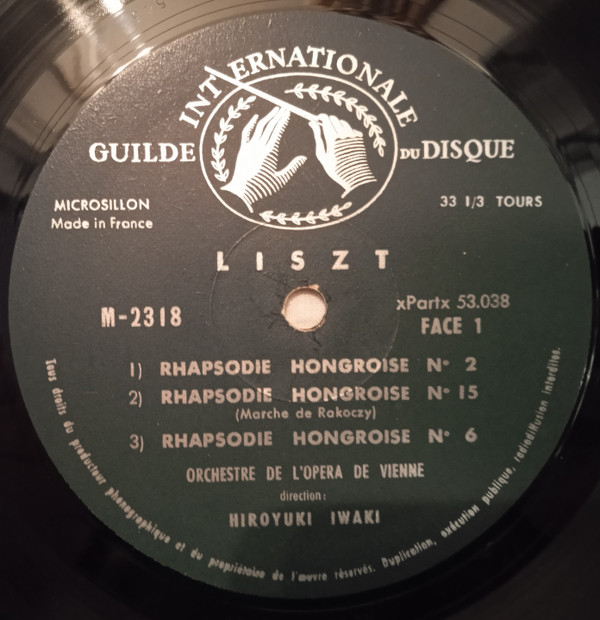 INTERNATIONALE
GUILDE DU DISQUE
MICROSILLON
Made in France
33 1/3 TOURS
LISZT
M-2318
xPartx 53.038
FACE 1
1) RHAPSODIE HONGROISE No 2
2) RHAPSODIE HONGROISE No 15
(Marche de Rakoczy)
3) RHAPSODIE HONGROISE No 6
ORCHESTRE DE L'OPERA DE VIENNE
direction:
HIROYUKI IWAKI
Tous droits du producteur phonographique et du propriétaire de l'œuvre réservés. Duplication, exécution publique, radiodiffusion interdites.